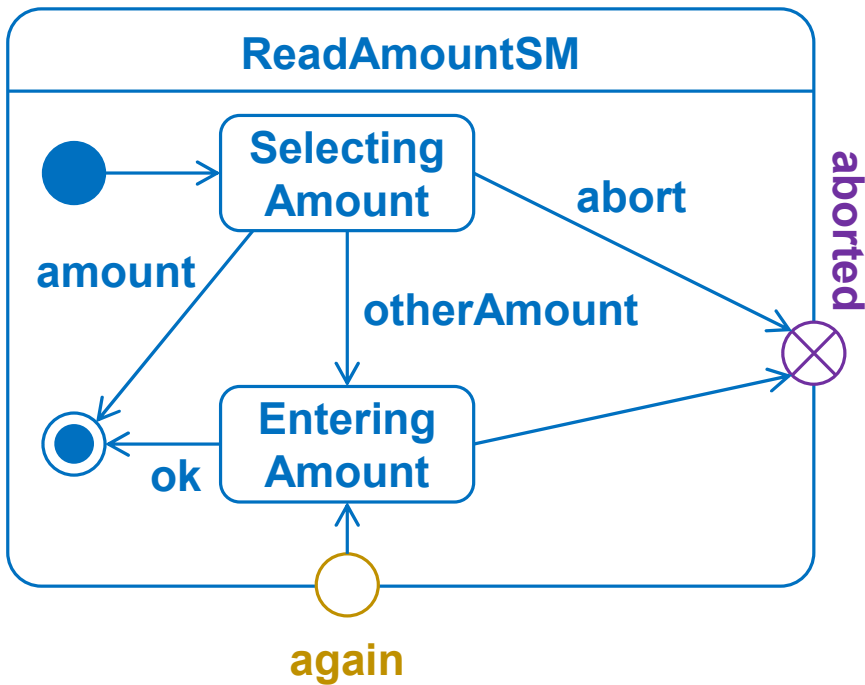 ReadAmountSM
Selecting
Amount
abort
aborted
amount
otherAmount
Entering
Amount
ok
again